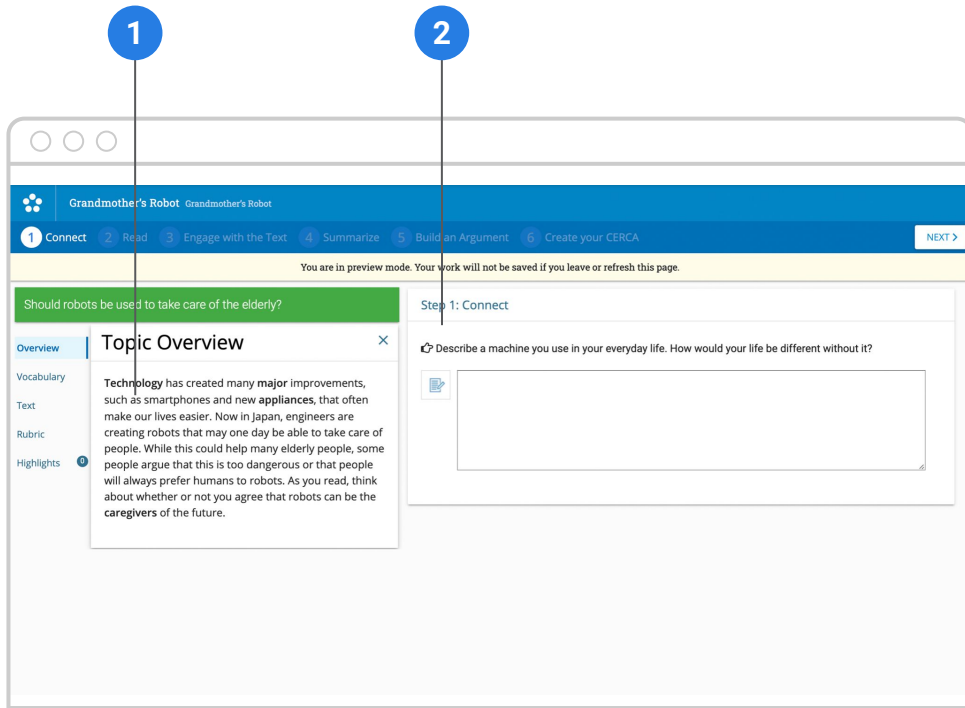 1
2
Grandmother's Robot Grandmother's Robot
1 Connect 2 Read 3 Engage with the Text 4 Summarize 5 Build an Argument 6 Create your CERCA NEXT >
You are in preview mode. Your work will not be saved if you leave or refresh this page.
Should robots be used to take care of the elderly?
Overview
Vocabulary
Text
Rubric
Highlights 0
Topic Overview ×
Technology has created many major improvements,
such as smartphones and new appliances, that often
make our lives easier. Now in Japan, engineers are
creating robots that may one day be able to take care of
people. While this could help many elderly people, some
people argue that this is too dangerous or that people
will always prefer humans to robots. As you read, think
about whether or not you agree that robots can be the
caregivers of the future.
Step 1: Connect
Describe a machine you use in your everyday life. How would your life be different without it?